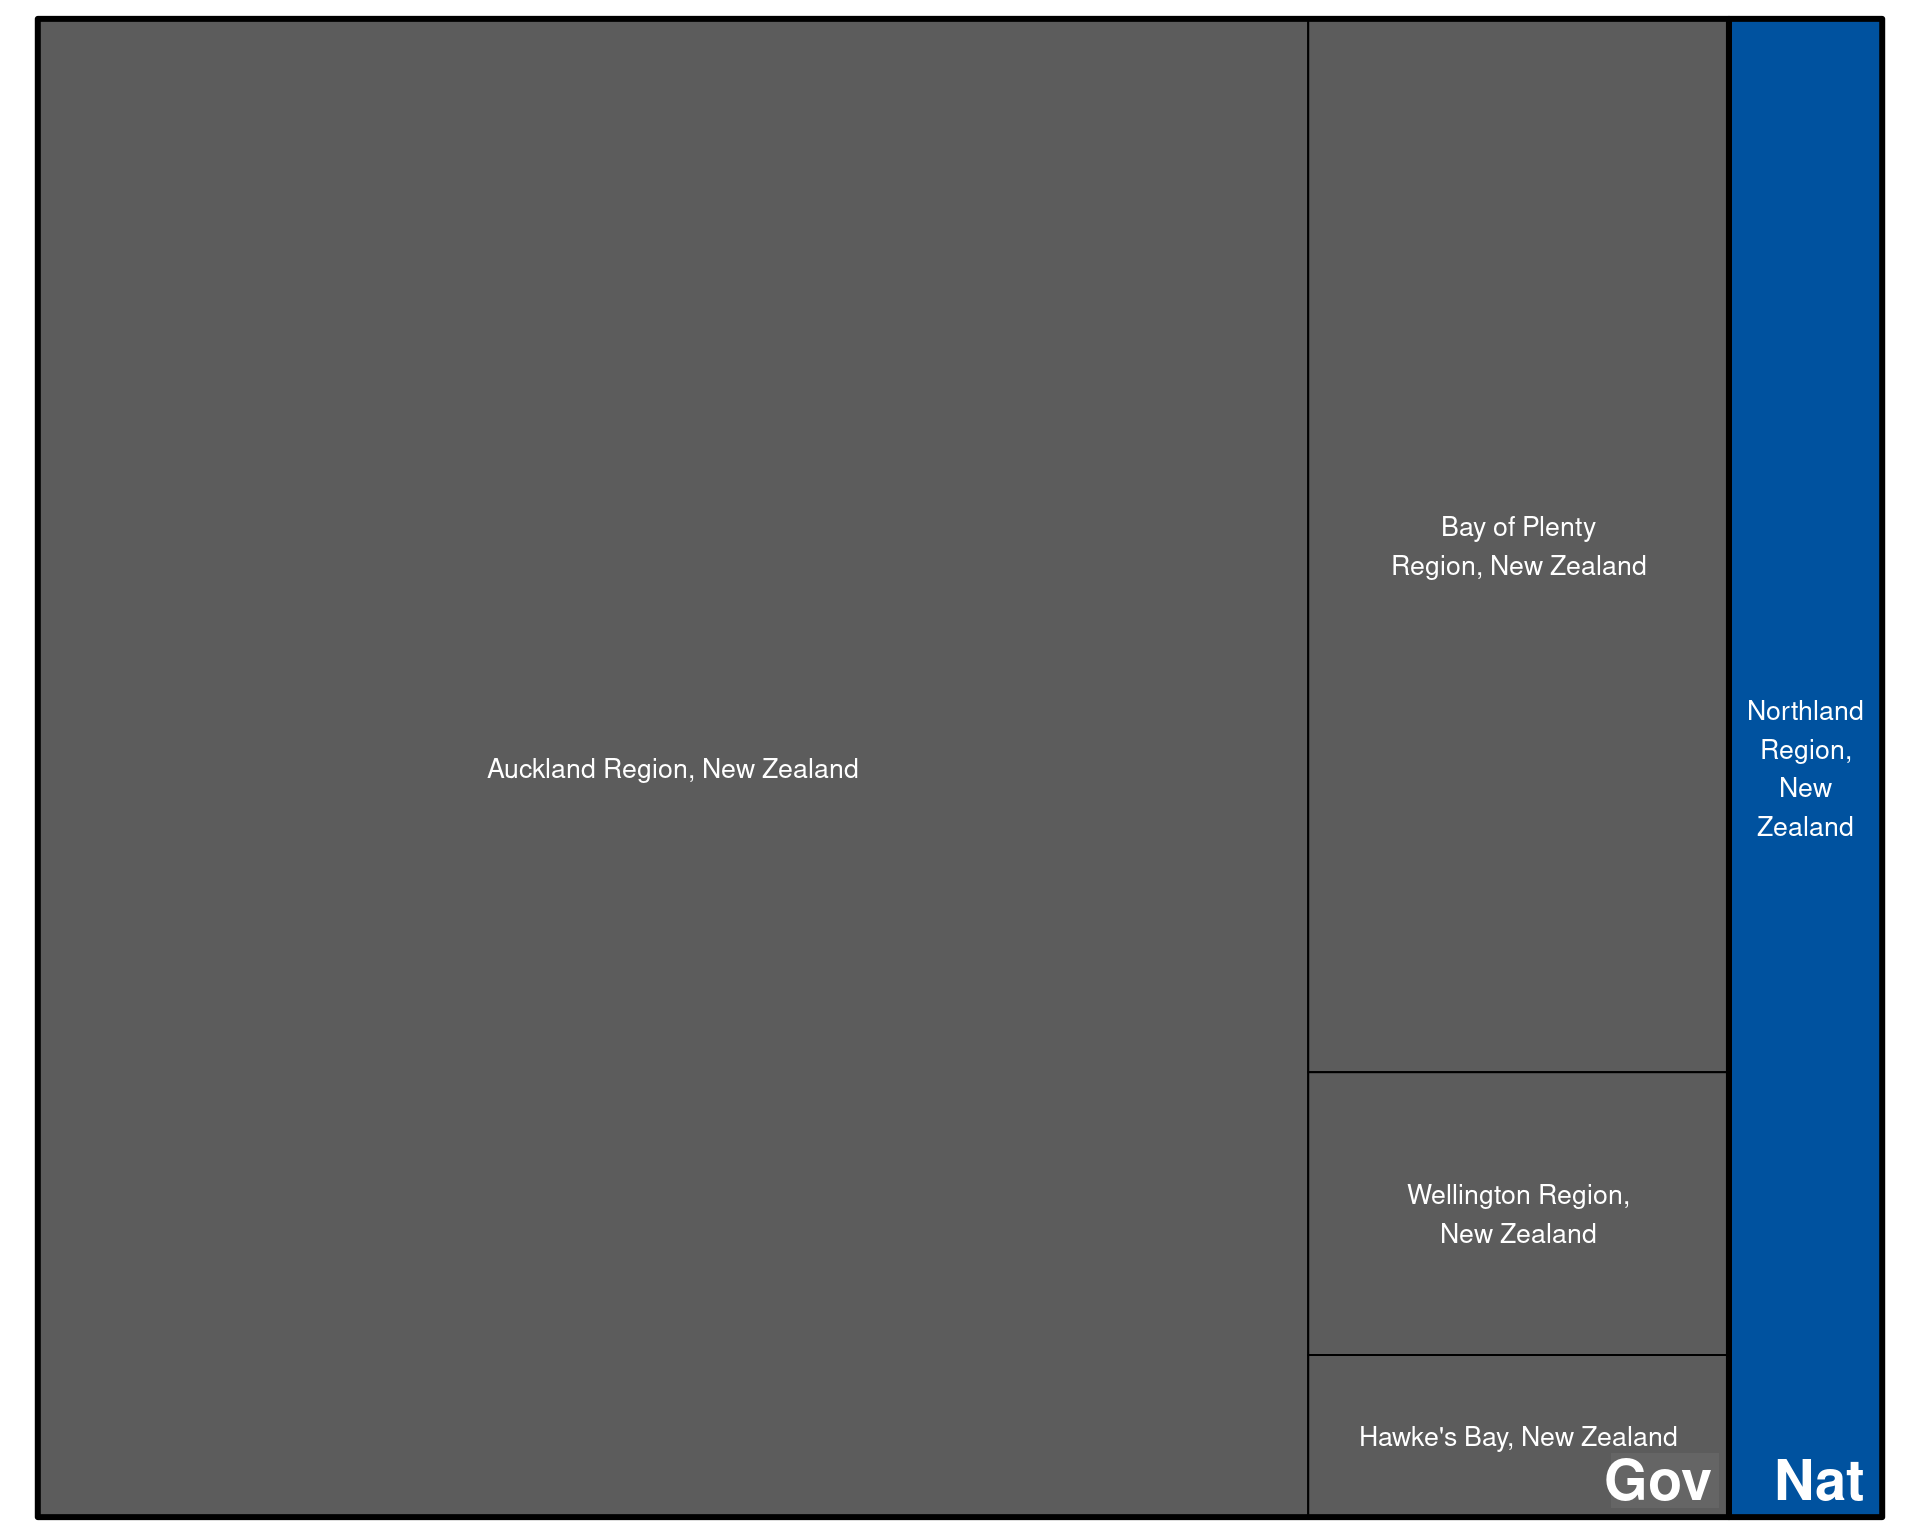 Auckland Region, New Zealand
Bay of Plenty
Region, New Zealand
Wellington Region,
New Zealand
Hawke's Bay, New Zealand
Gov
Northland
Region,
New
Zealand
Nat